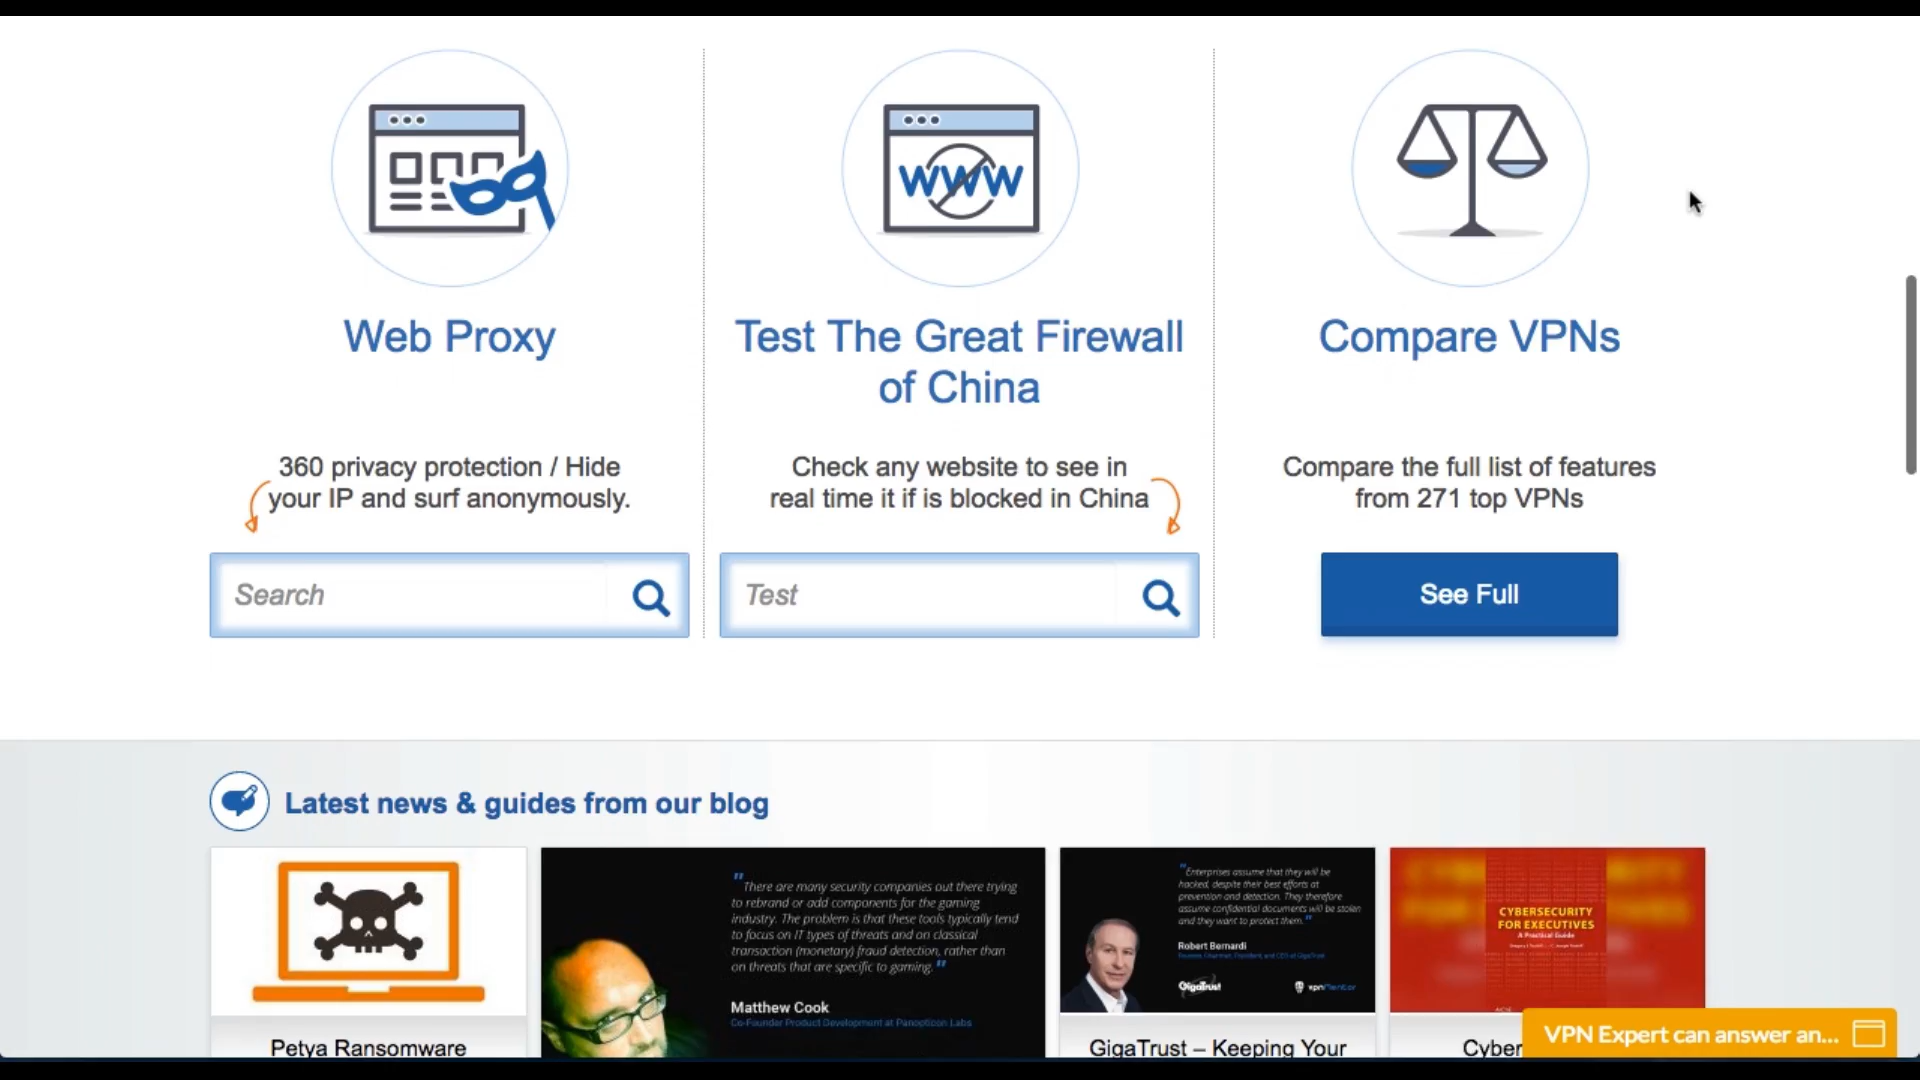 WWW
Web Proxy
Test The Great Firewall
of China
Compare VPNs
360 privacy protection / Hide
your IP and surf anonymously.
Check any website to see in
real time it if is blocked in China
Compare the full list of features
from 271 top VPNs
Search
Test
See Full
Latest news & guides from our blog
"There are many security companies out there trying
to rebrand or add components for the gaming
industry. The problem is that these tools typically tend
to focus on IT types of threats and on classical
transaction (monetary) fraud detection, rather than
on threats that are specific to gaming."
Matthew Cook
Co-Founder Product Development at Panopticon Labs
"Enterprises assume that they will be
hacked, despite their best efforts at
prevention and detection. They therefore
assume confidential documents will be stolen
and they want to protect them."
Robert Bernardi
Founder, Chairman, President, and CEO at GigaTrust
GigaTrust
vpnMentor
CYBERSECURITY
FOR EXECUTIVES
A Practical Guide
Petya Ransomware
GigaTrust – Keeping Your
Cyber
VPN Expert can answer an...